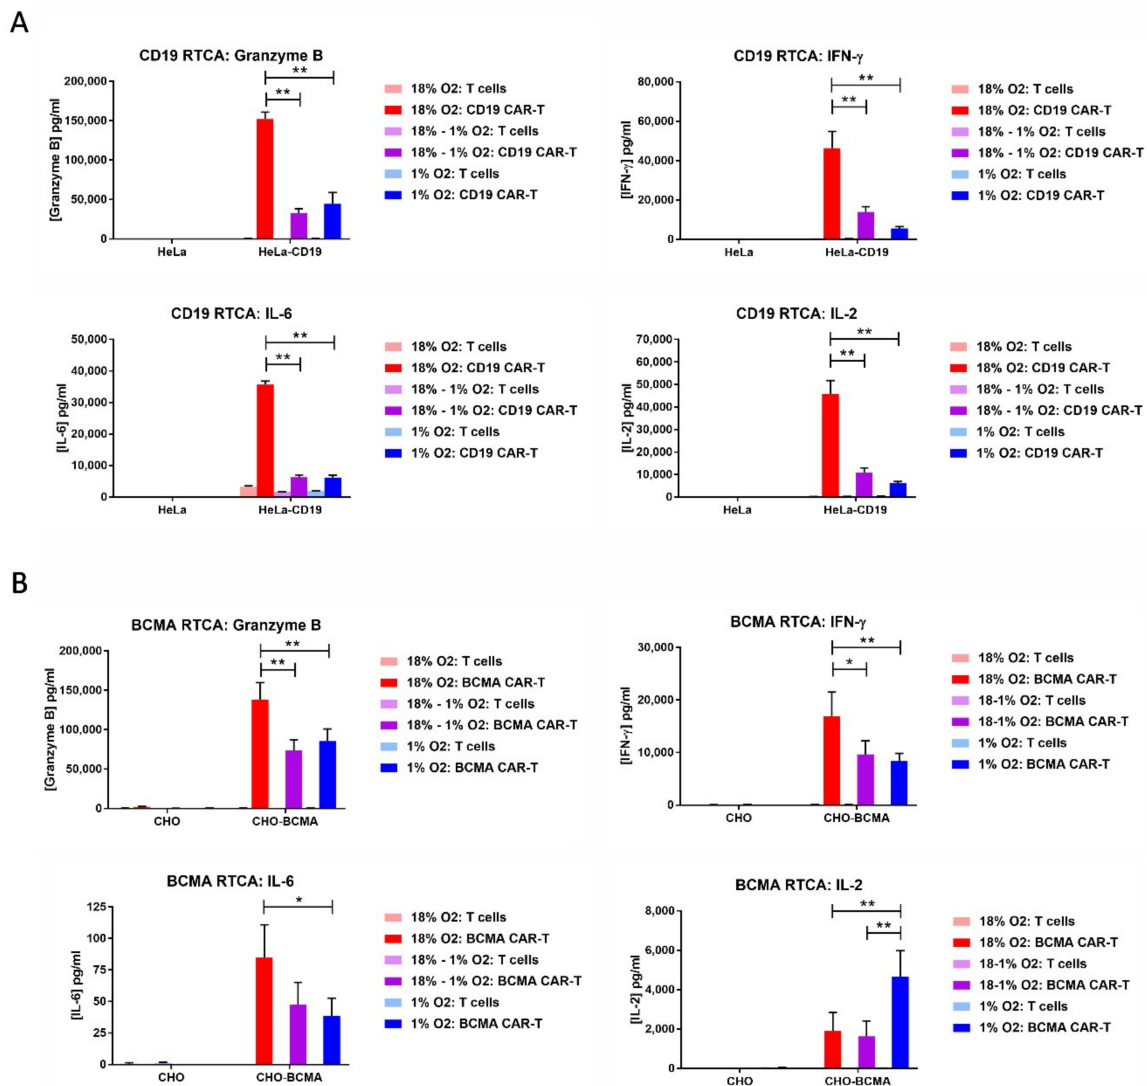 A
CD19 RTCA: Granzyme B
[Granzyme B] pg/ml
200,000
150,000
100,000
50,000
0
**
**
HeLa
HeLa-CD19
18% O2: T cells
18% O2: CD19 CAR-T
18% - 1% O2: T cells
18% - 1% O2: CD19 CAR-T
1% O2: T cells
1% O2: CD19 CAR-T
CD19 RTCA: IFN-γ
[IFN-γ] pg/ml
80,000
60,000
40,000
20,000
0
**
**
HeLa
HeLa-CD19
18% O2: T cells
18% O2: CD19 CAR-T
18% - 1% O2: T cells
18% - 1% O2: CD19 CAR-T
1% O2: T cells
1% O2: CD19 CAR-T
CD19 RTCA: IL-6
[IL-6] pg/ml
50,000
40,000
30,000
20,000
10,000
0
**
**
HeLa
HeLa-CD19
18% O2: T cells
18% O2: CD19 CAR-T
18% - 1% O2: T cells
18% - 1% O2: CD19 CAR-T
1% O2: T cells
1% O2: CD19 CAR-T
CD19 RTCA: IL-2
[IL-2] pg/ml
70,000
60,000
50,000
40,000
30,000
20,000
10,000
0
**
**
HeLa
HeLa-CD19
18% O2: T cells
18% O2: CD19 CAR-T
18% - 1% O2: T cells
18% - 1% O2: CD19 CAR-T
1% O2: T cells
1% O2: CD19 CAR-T
B
BCMA RTCA: Granzyme B
[Granzyme B] pg/ml
200,000
150,000
100,000
50,000
0
**
**
CHO
CHO-BCMA
18% O2: T cells
18% O2: BCMA CAR-T
18% - 1% O2: T cells
18% - 1% O2: BCMA CAR-T
1% O2: T cells
1% O2: BCMA CAR-T
BCMA RTCA: IFN-γ
[IFN-γ] pg/ml
30,000
20,000
10,000
0
**
*
CHO
CHO-BCMA
18% O2: T cells
18% O2: BCMA CAR-T
18-1% O2: T cells
18-1% O2: BCMA CAR-T
1% O2: T cells
1% O2: BCMA CAR-T
BCMA RTCA: IL-6
[IL-6] pg/ml
125
100
75
50
25
0
*
CHO
CHO-BCMA
18% O2: T cells
18% O2: BCMA CAR-T
18% - 1% O2: T cells
18% - 1% O2: BCMA CAR-T
1% O2: T cells
1% O2: BCMA CAR-T
BCMA RTCA: IL-2
[IL-2] pg/ml
8,000
6,000
4,000
2,000
0
**
**
CHO
CHO-BCMA
18% O2: T cells
18% O2: BCMA CAR-T
18-1% O2: T cells
18-1% O2: BCMA CAR-T
1% O2: T cells
1% O2: BCMA CAR-T